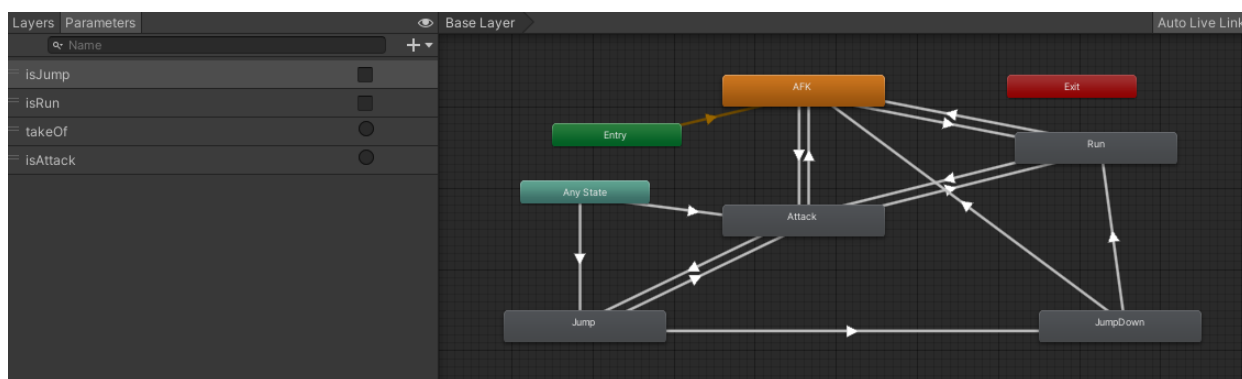 Layers Parameters
Base Layer
Auto Live Link
Name
isJump
isRun
takeOf
isAttack
AFK
Exit
Entry
Run
Any State
Attack
Jump
JumpDown